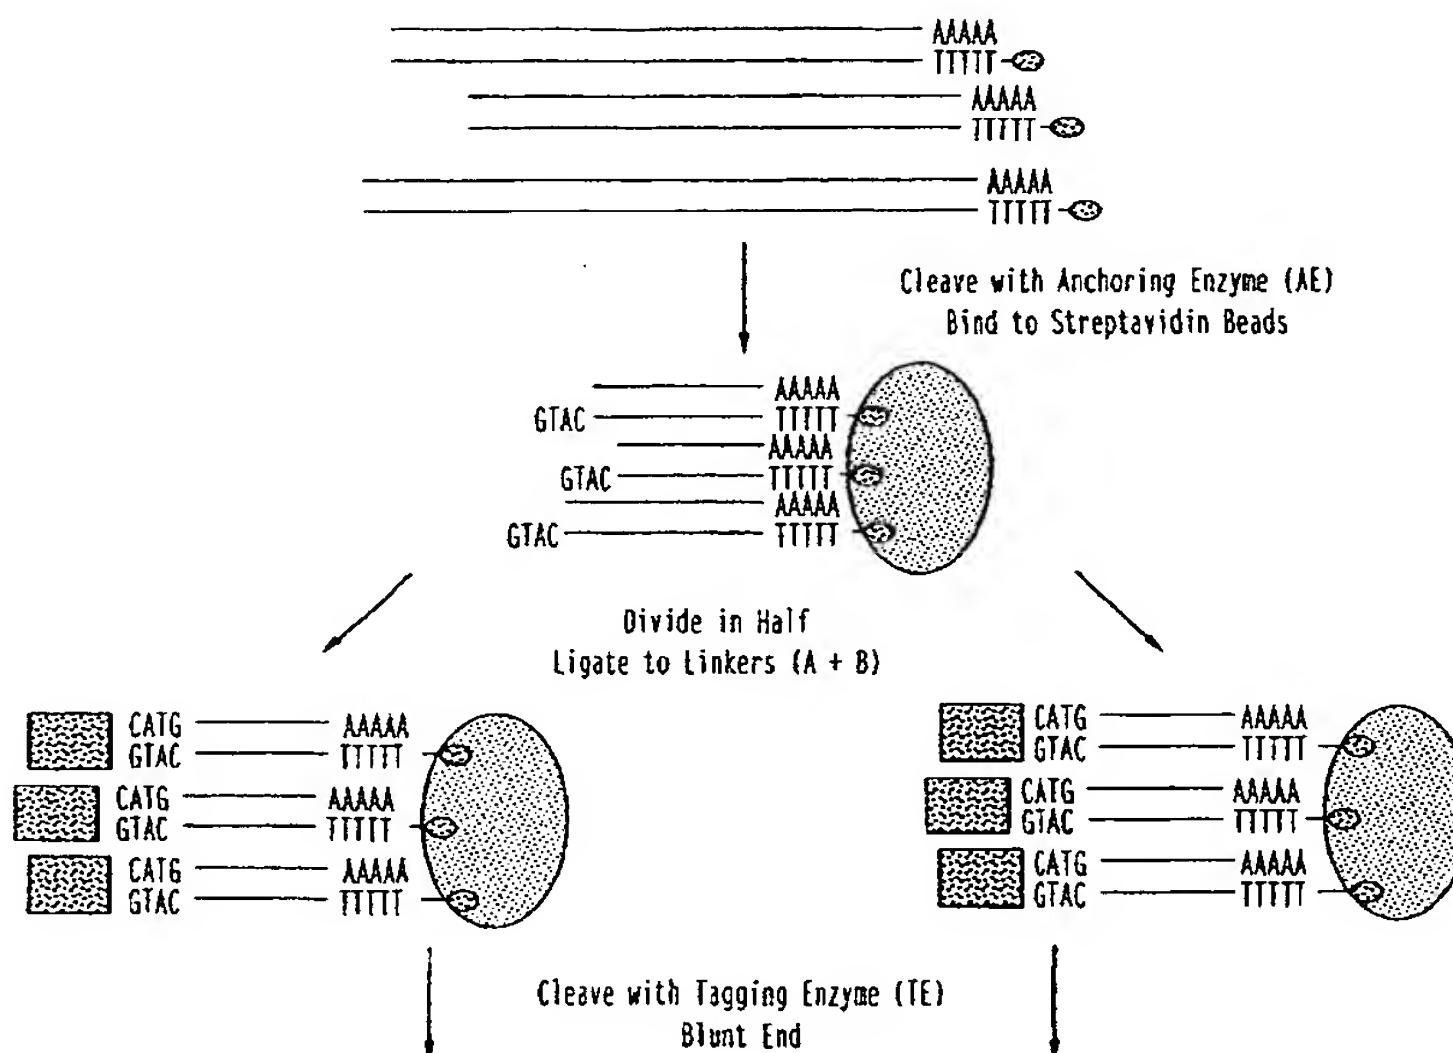 AAAAA
TTTTT
AAAAA
TTTTT
AAAAA
TTTTT
Cleave with Anchoring Enzyme (AE)
Bind to Streptavidin Beads
AAAAA
GTAC TTTTT
AAAAA
GTAC TTTTT
AAAAA
GTAC TTTTT
Divide in Half
Ligate to Linkers (A + B)
CATG AAAAA
GTAC TTTTT
CATG AAAAA
GTAC TTTTT
CATG AAAAA
GTAC TTTTT
CATG AAAAA
GTAC TTTTT
CATG AAAAA
GTAC TTTTT
CATG AAAAA
GTAC TTTTT
Cleave with Tagging Enzyme (TE)
Blunt End